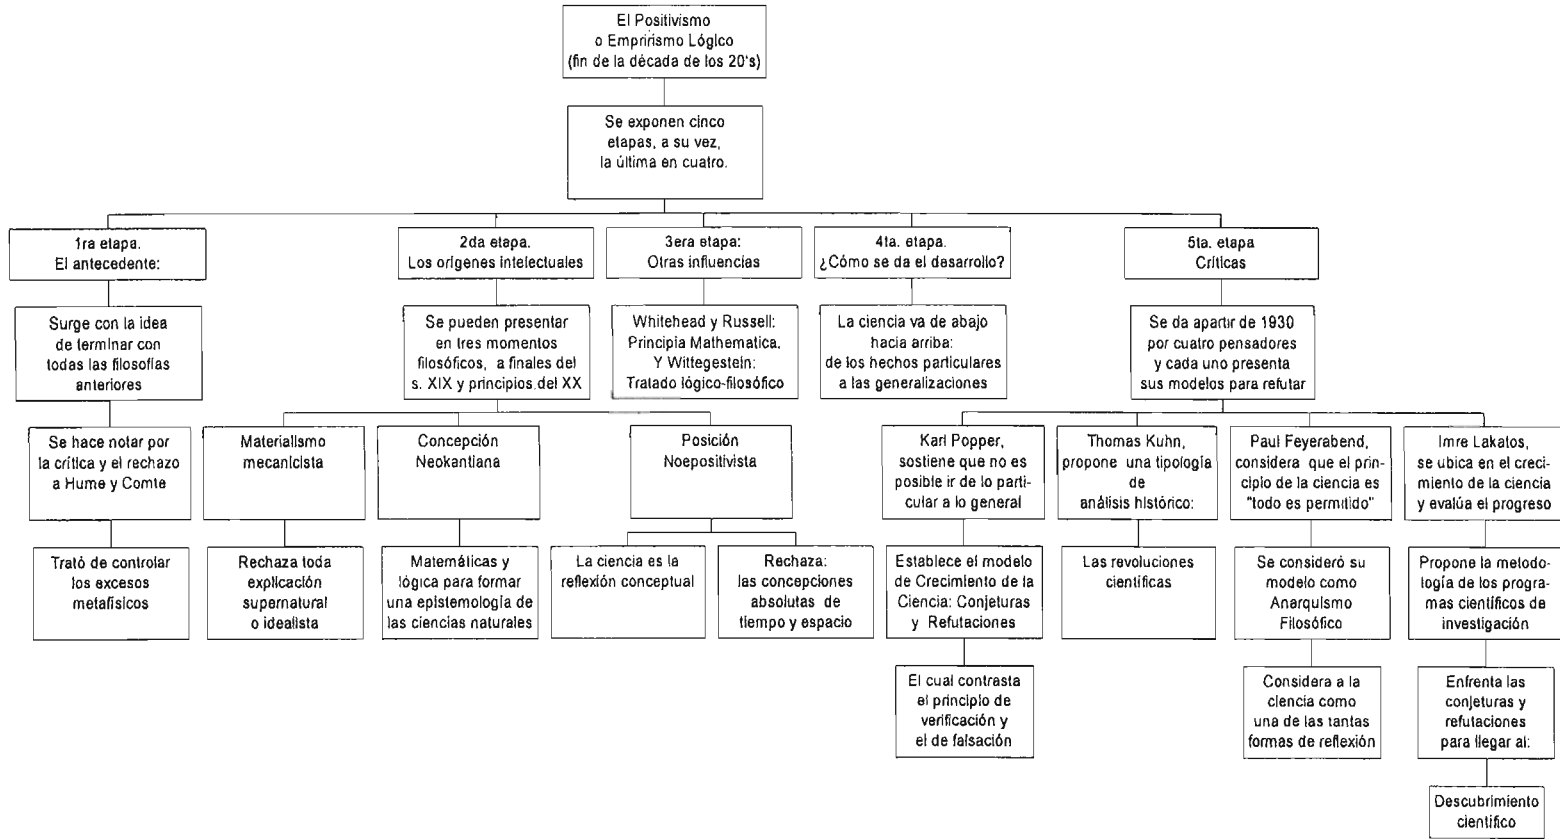 El Positivismo
o Emprirismo Lógico
(fin de la década de los 20's)
Se exponen cinco
etapas, a su vez,
la última en cuatro.
1ra etapa.
El antecedente:
2da etapa.
Los orígenes intelectuales
3era etapa:
Otras influencias
4ta. etapa.
¿Cómo se da el desarrollo?
5ta. etapa
Críticas
Surge con la idea
de terminar con
todas las filosofías
anteriores
Se pueden presentar
en tres momentos
filosóficos, a finales del
s. XIX y principios del XX
Whitehead y Russell:
Principia Mathematica.
Y Wittegestein:
Tratado lógico-filosófico
La ciencia va de abajo
hacia arriba:
de los hechos particulares
a las generalizaciones
Se da apartir de 1930
por cuatro pensadores
y cada uno presenta
sus modelos para refutar
Se hace notar por
la crítica y el rechazo
a Hume y Comte
Materialismo
mecanicista
Concepción
Neokantiana
Posición
Noepositivista
Karl Popper,
sostiene que no es
posible ir de lo parti-
cular a lo general
Thomas Kuhn,
propone una tipología
de
análisis histórico:
Paul Feyerabend,
considera que el prin-
cipio de la ciencia es
"todo es permitido"
Imre Lakatos,
se ubica en el creci-
miento de la ciencia
y evalúa el progreso
Trató de controlar
los excesos
metafísicos
Rechaza toda
explicación
supernatural
o idealista
Matemáticas y
lógica para formar
una epistemología de
las ciencias naturales
La ciencia es la
reflexión conceptual
Rechaza:
las concepciones
absolutas de
tiempo y espacio
Establece el modelo
de Crecimiento de la
Ciencia: Conjeturas
y Refutaciones
Las revoluciones
científicas
Se consideró su
modelo como
Anarquismo
Filosófico
Propone la metodo-
logía de los progra-
mas científicos de
investigación
El cual contrasta
el principio de
verificación y
el de falsación
Considera a la
ciencia como
una de las tantas
formas de reflexión
Enfrenta las
conjeturas y
refutaciones
para llegar al:
Descubrimiento
científico